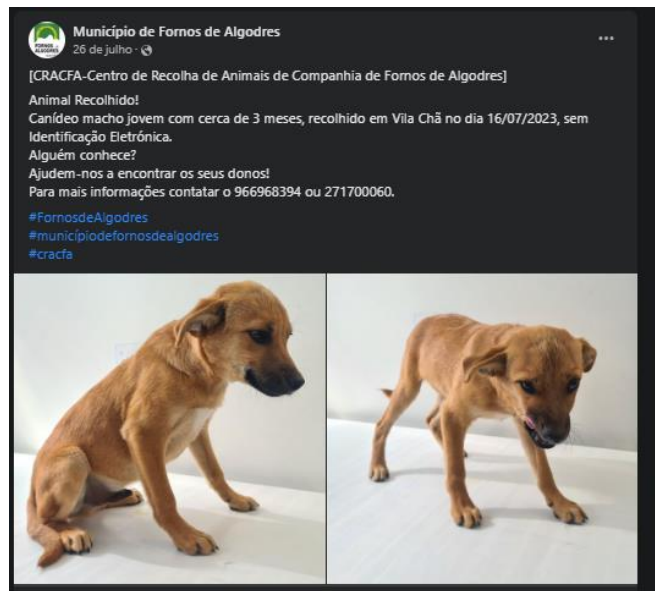 Município de Fornos de Algodres
26 de julho ·
FORNOS
ALGODRES
[CRACFA-Centro de Recolha de Animais de Companhia de Fornos de Algodres]
Animal Recolhido!
Canídeo macho jovem com cerca de 3 meses, recolhido em Vila Chã no dia 16/07/2023, sem
Identificação Eletrónica.
Alguém conhece?
Ajudem-nos a encontrar os seus donos!
Para mais informações contatar o 966968394 ou 271700060.
#FornosdeAlgodres
#municípiodefornosdealgodres
#cracfa